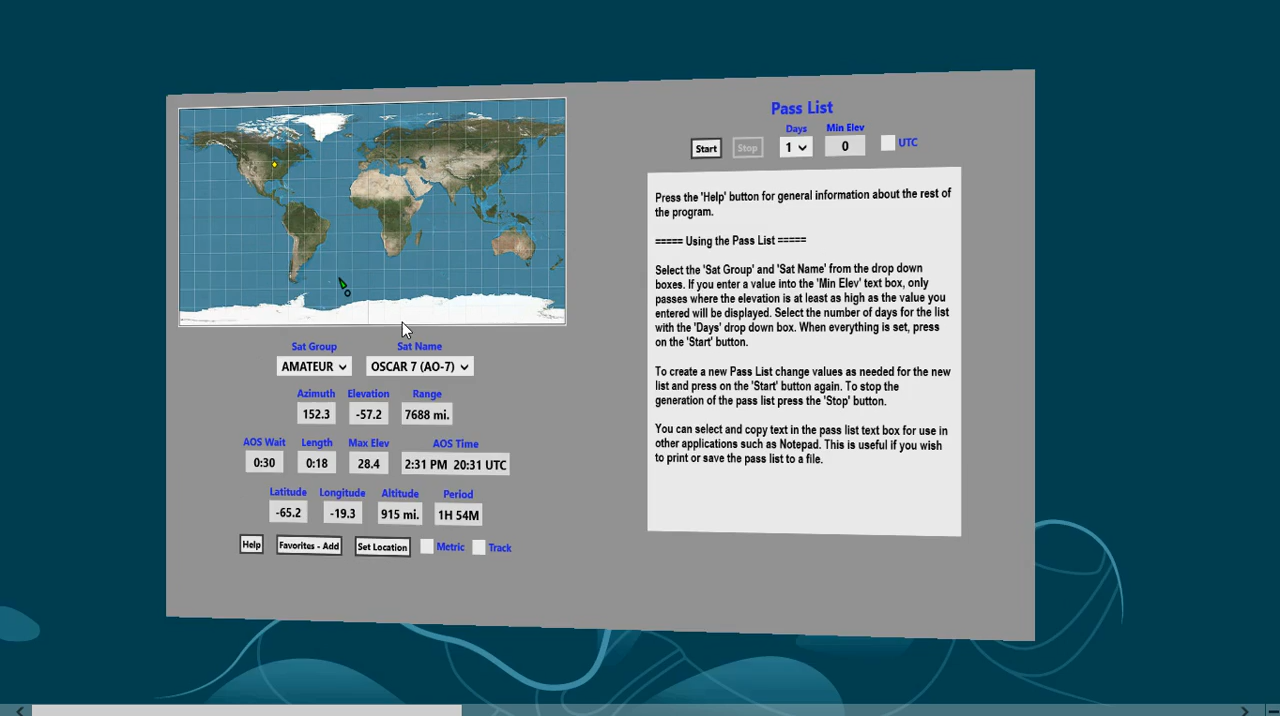 Pass List
Days
Min Elev
Start
Stop
1
0
UTC
Press the 'Help' button for general information about the rest of
the program.
===== Using the Pass List =====
Select the 'Sat Group' and 'Sat Name' from the drop down
boxes. If you enter a value into the 'Min Elev' text box, only
passes where the elevation is at least as high as the value you
entered will be displayed. Select the number of days for the list
with the 'Days' drop down box. When everything is set, press
on the 'Start' button.
To create a new Pass List change values as needed for the new
list and press on the 'Start' button again. To stop the
generation of the pass list press the 'Stop' button.
You can select and copy text in the pass list text box for use in
other applications such as Notepad. This is useful if you wish
to print or save the pass list to a file.
Sat Group
Sat Name
AMATEUR
OSCAR 7 (AO-7)
Azimuth
Elevation
Range
152.3
-57.2
7688 mi.
AOS Wait
Length
Max Elev
AOS Time
0:30
0:18
28.4
2:31 PM 20:31 UTC
Latitude
Longitude
Altitude
Period
-65.2
-19.3
915 mi.
1H 54M
Help
Favorites - Add
Set Location
Metric
Track